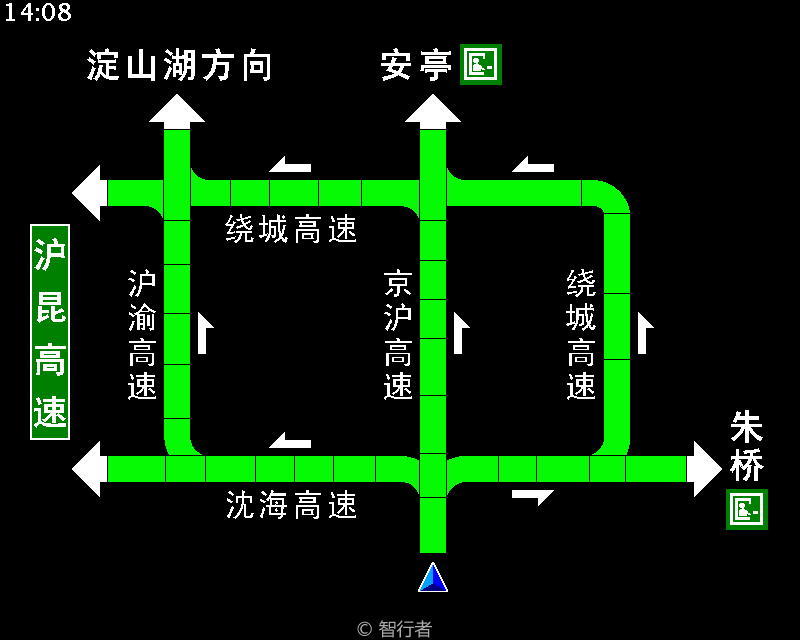 14:08
淀山湖方向
安亭
绕城高速
沪昆高速
沪渝高速
京沪高速
绕城高速
朱桥
沈海高速
© 智行者